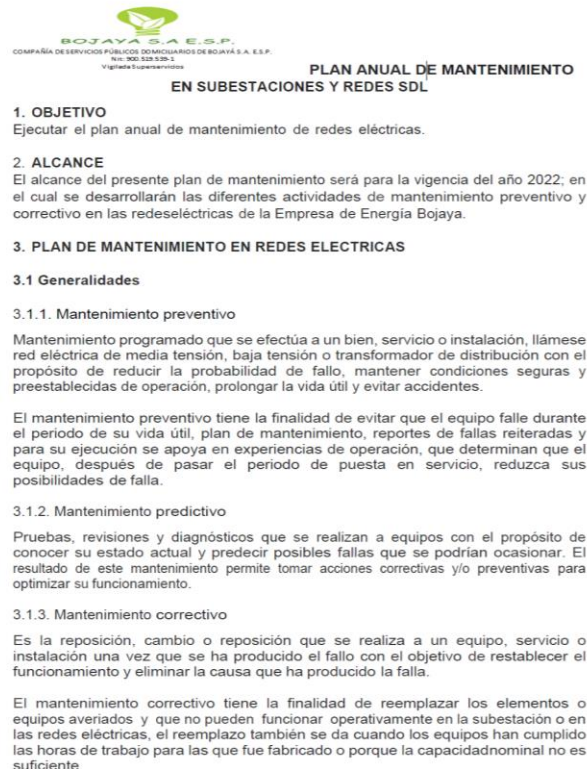 BOJAYA S.A E.S.P.
COMPAÑÍA DE SERVICIOS PÚBLICOS DOMICILIARIOS DE BOJAYÁ S.A. E.S.P.
Nit: 900.529.539-1
Vigilada Superservicios
PLAN ANUAL DE MANTENIMIENTO
EN SUBESTACIONES Y REDES SDL
1. OBJETIVO
Ejecutar el plan anual de mantenimiento de redes eléctricas.
2. ALCANCE
El alcance del presente plan de mantenimiento será para la vigencia del año 2022; en
el cual se desarrollarán las diferentes actividades de mantenimiento preventivo y
correctivo en las redeseléctricas de la Empresa de Energía Bojaya.
3. PLAN DE MANTENIMIENTO EN REDES ELECTRICAS
3.1 Generalidades
3.1.1. Mantenimiento preventivo
Mantenimiento programado que se efectúa a un bien, servicio o instalación, llámese
red eléctrica de media tensión, baja tensión o transformador de distribución con el
propósito de reducir la probabilidad de fallo, mantener condiciones seguras y
preestablecidas de operación, prolongar la vida útil y evitar accidentes.
El mantenimiento preventivo tiene la finalidad de evitar que el equipo falle durante
el periodo de su vida útil, plan de mantenimiento, reportes de fallas reiteradas y
para su ejecución se apoya en experiencias de operación, que determinan que el
equipo, después de pasar el periodo de puesta en servicio, reduzca sus
posibilidades de falla.
3.1.2. Mantenimiento predictivo
Pruebas, revisiones y diagnósticos que se realizan a equipos con el propósito de
conocer su estado actual y predecir posibles fallas que se podrían ocasionar. El
resultado de este mantenimiento permite tomar acciones correctivas y/o preventivas para
optimizar su funcionamiento.
3.1.3. Mantenimiento correctivo
Es la reposición, cambio o reposición que se realiza a un equipo, servicio o
instalación una vez que se ha producido el fallo con el objetivo de restablecer el
funcionamiento y eliminar la causa que ha producido la falla.
El mantenimiento correctivo tiene la finalidad de reemplazar los elementos o
equipos averiados y que no pueden funcionar operativamente en la subestación o en
las redes eléctricas, el reemplazo también se da cuando los equipos han cumplido
las horas de trabajo para las que fue fabricado o porque la capacidadnominal no es
suficiente